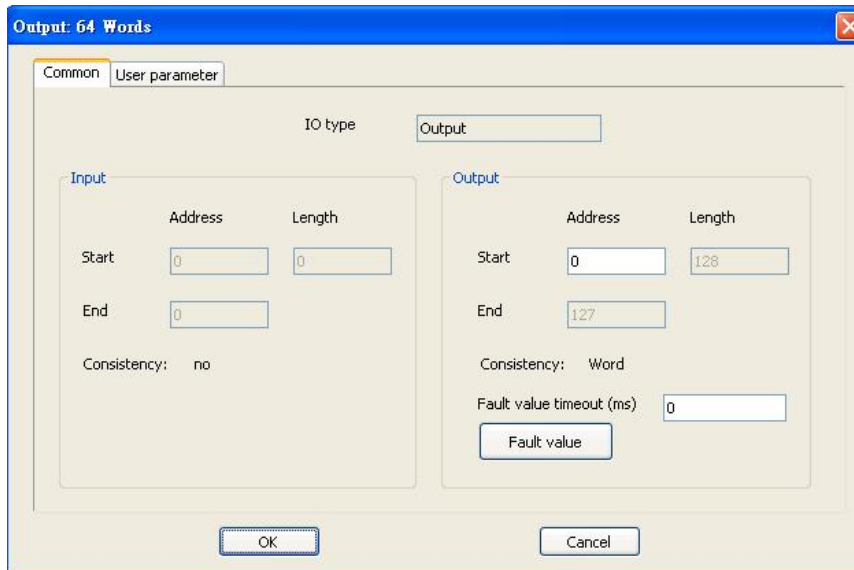 Output: 64 Words
Common User parameter
IO type Output
Input
Address Length
Start 0 0
End 0
Consistency: no
Output
Address Length
Start 0 128
End 127
Consistency: Word
Fault value timeout (ms) 0
Fault value
OK Cancel